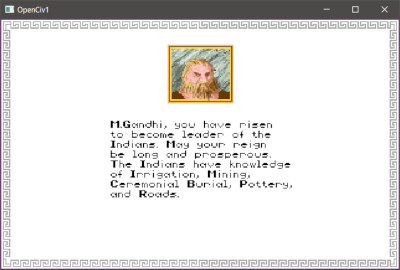 OpenCiv1
M.Gandhi, you have risen
to become leader of the
Indians. May your reign
be long and prosperous.
The Indians have knowledge
of Irrigation, Mining,
Ceremonial Burial, Pottery,
and Roads.